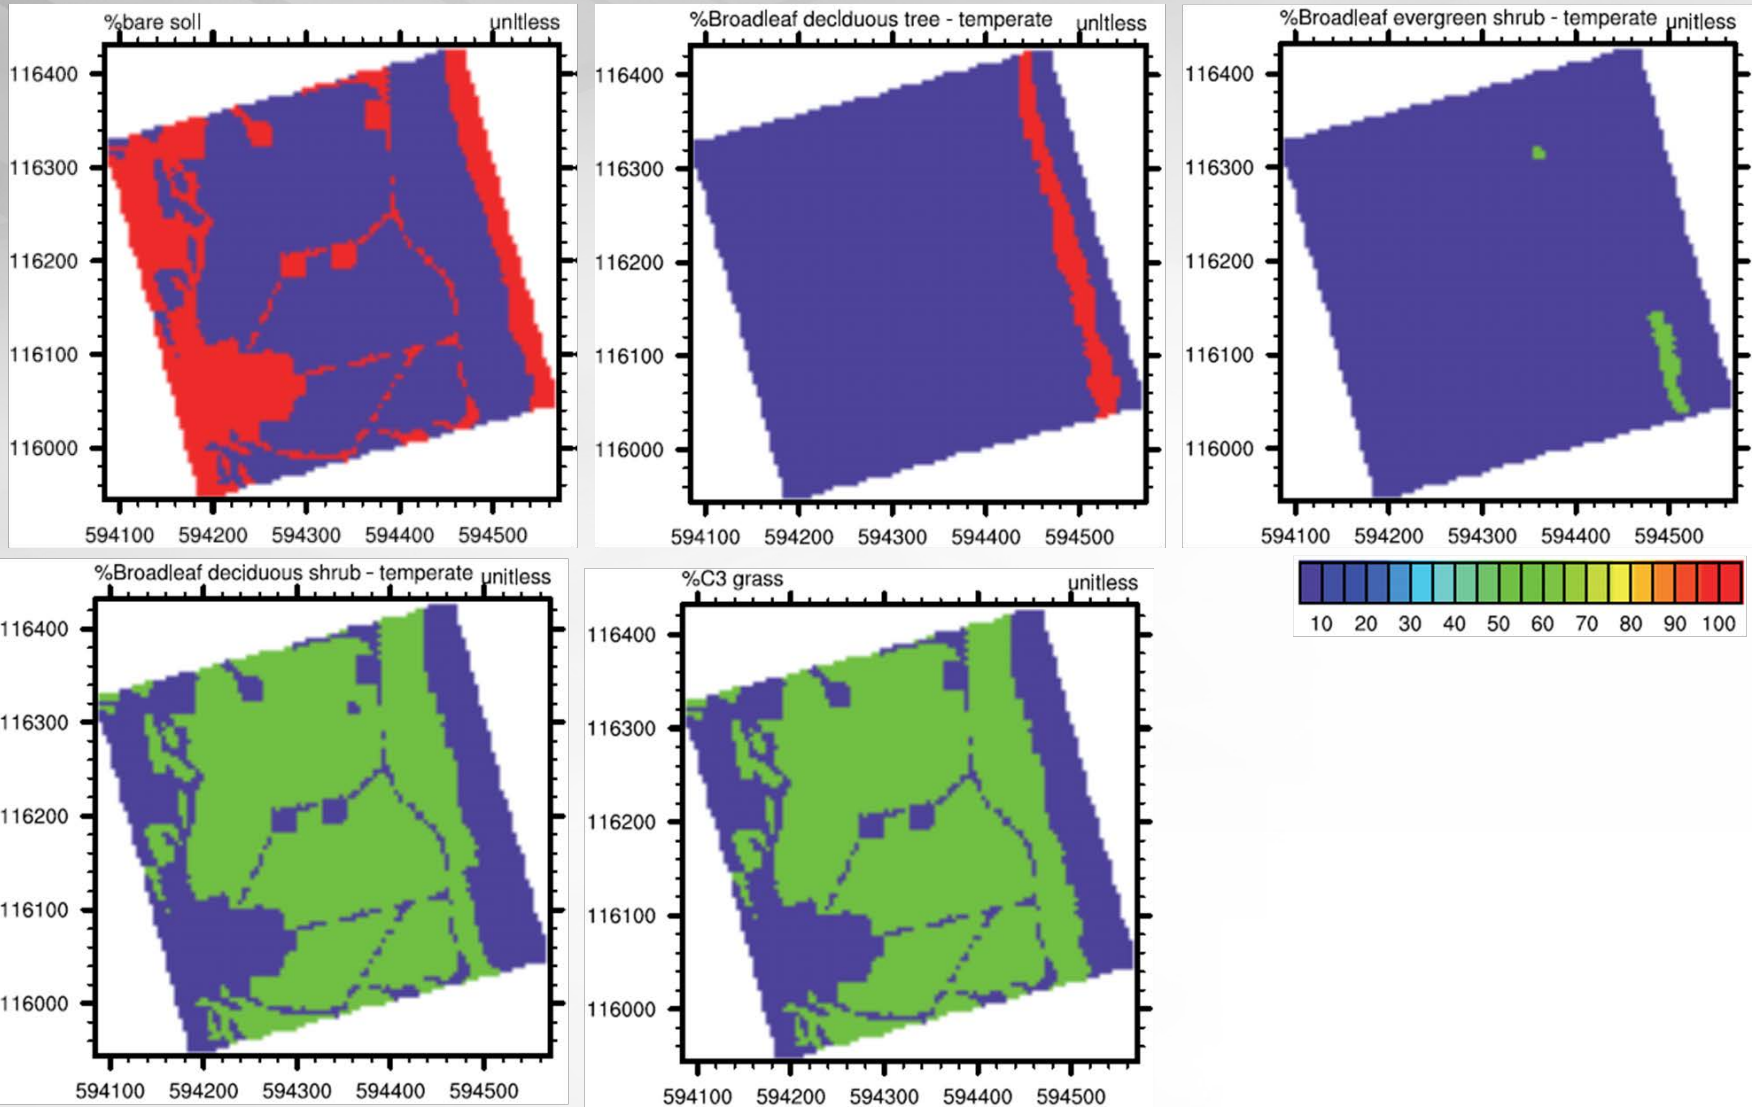 %bare soil unitless
116400
116300
116200
116100
116000
594100 594200 594300 594400 594500
%Broadleaf deciduous tree - temperate unitless
116400
116300
116200
116100
116000
594100 594200 594300 594400 594500
%Broadleaf evergreen shrub - temperate unitless
116400
116300
116200
116100
116000
594100 594200 594300 594400 594500
%Broadleaf deciduous shrub - temperate unitless
116400
116300
116200
116100
116000
594100 594200 594300 594400 594500
%C3 grass unitless
116400
116300
116200
116100
116000
594100 594200 594300 594400 594500
10 20 30 40 50 60 70 80 90 100